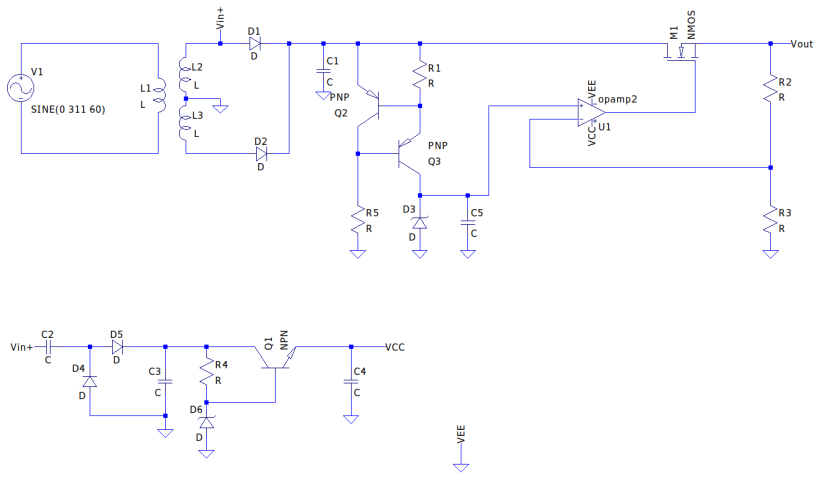 Vin+
D1
D
M1
NMOS
Vout
V1
SINE(0 311 60)
L1
L
L2
L
L3
L
D2
D
C1
C
PNP
Q2
R1
R
PNP
Q3
VEE
opamp2
VCC
U1
R2
R
R5
R
D3
D
C5
C
R3
R
Vin+
C2
C
D5
D
D4
D
C3
C
R4
R
D6
D
Q1
NPN
VCC
C4
C
VEE